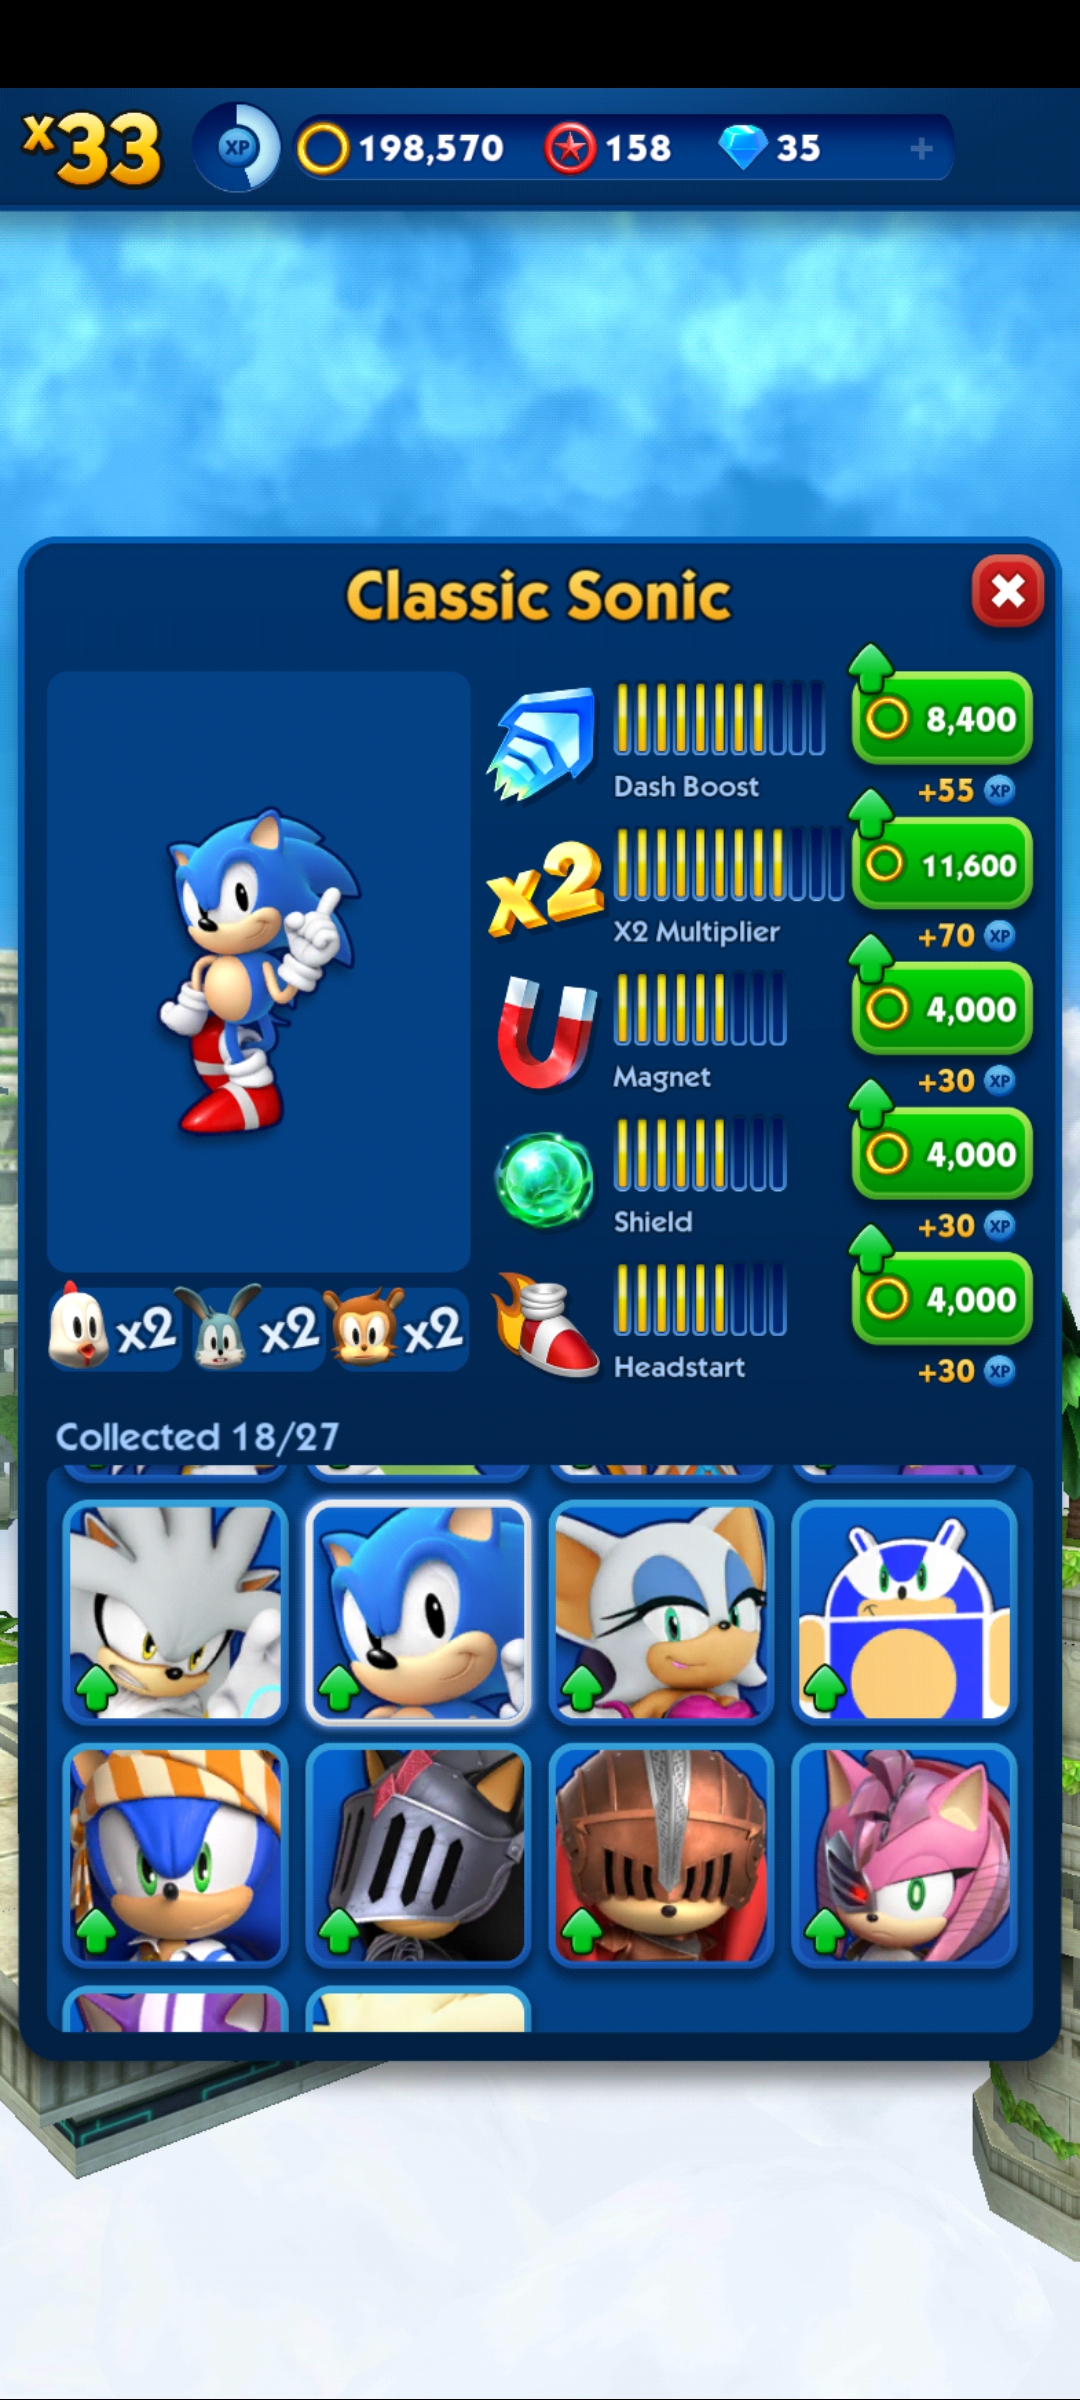 x33 XP 198,570 158 35 +
Classic Sonic
8,400
Dash Boost
+55 XP
x2
11,600
X2 Multiplier
+70 XP
4,000
Magnet
+30 XP
4,000
Shield
+30 XP
4,000
Headstart
+30 XP
x2 x2 x2
Collected 18/27